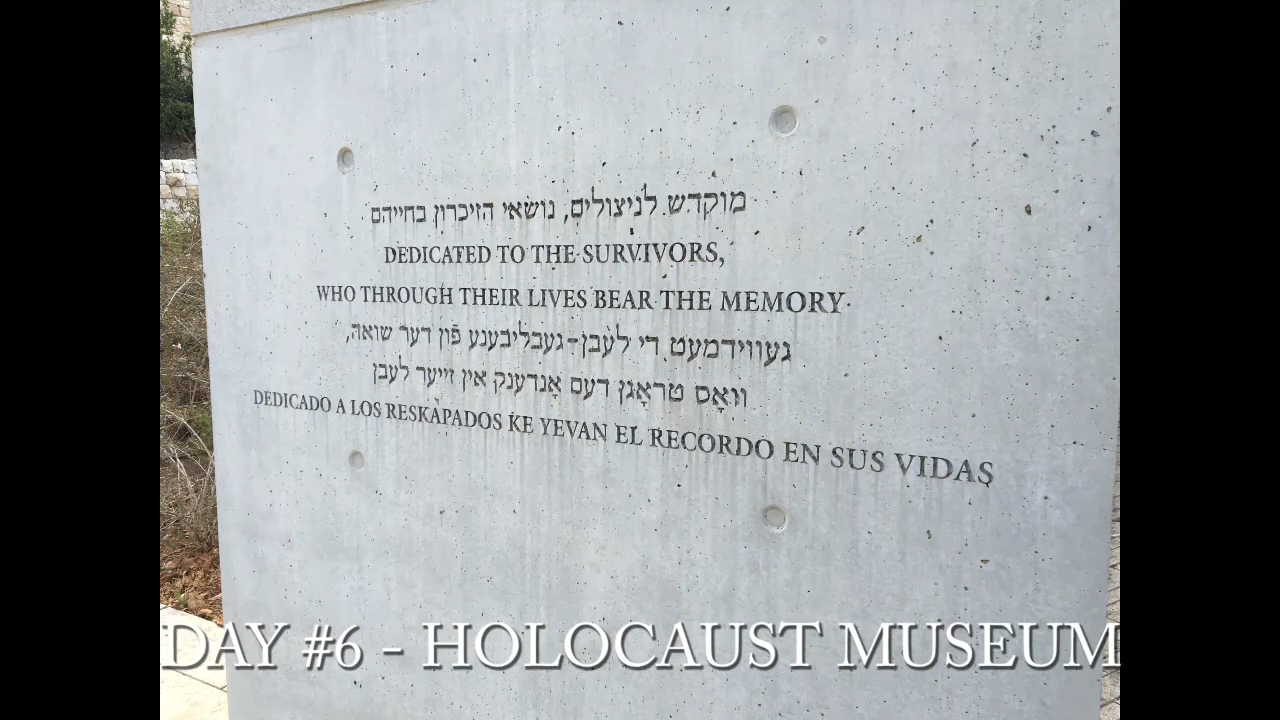 מוקדש לניצולים, נושאי הזיכרון בחייהם
DEDICATED TO THE SURVIVORS,
WHO THROUGH THEIR LIVES BEAR THE MEMORY
געווידמעט די לעבן-געבליבענע פֿון דער שואה,
וואָס טראָגן דעם אָנדענק אין זייער לעבן
DEDICADO A LOS RESKAPADOS KE YEVAN EL RECORDO EN SUS VIDAS
DAY #6 - HOLOCAUST MUSEUM